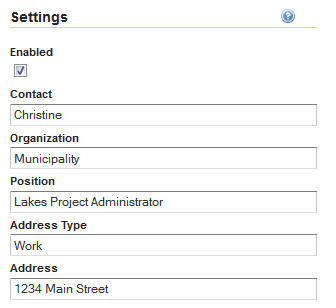 Settings
Enabled
Contact
Christine
Organization
Municipality
Position
Lakes Project Administrator
Address Type
Work
Address
1234 Main Street